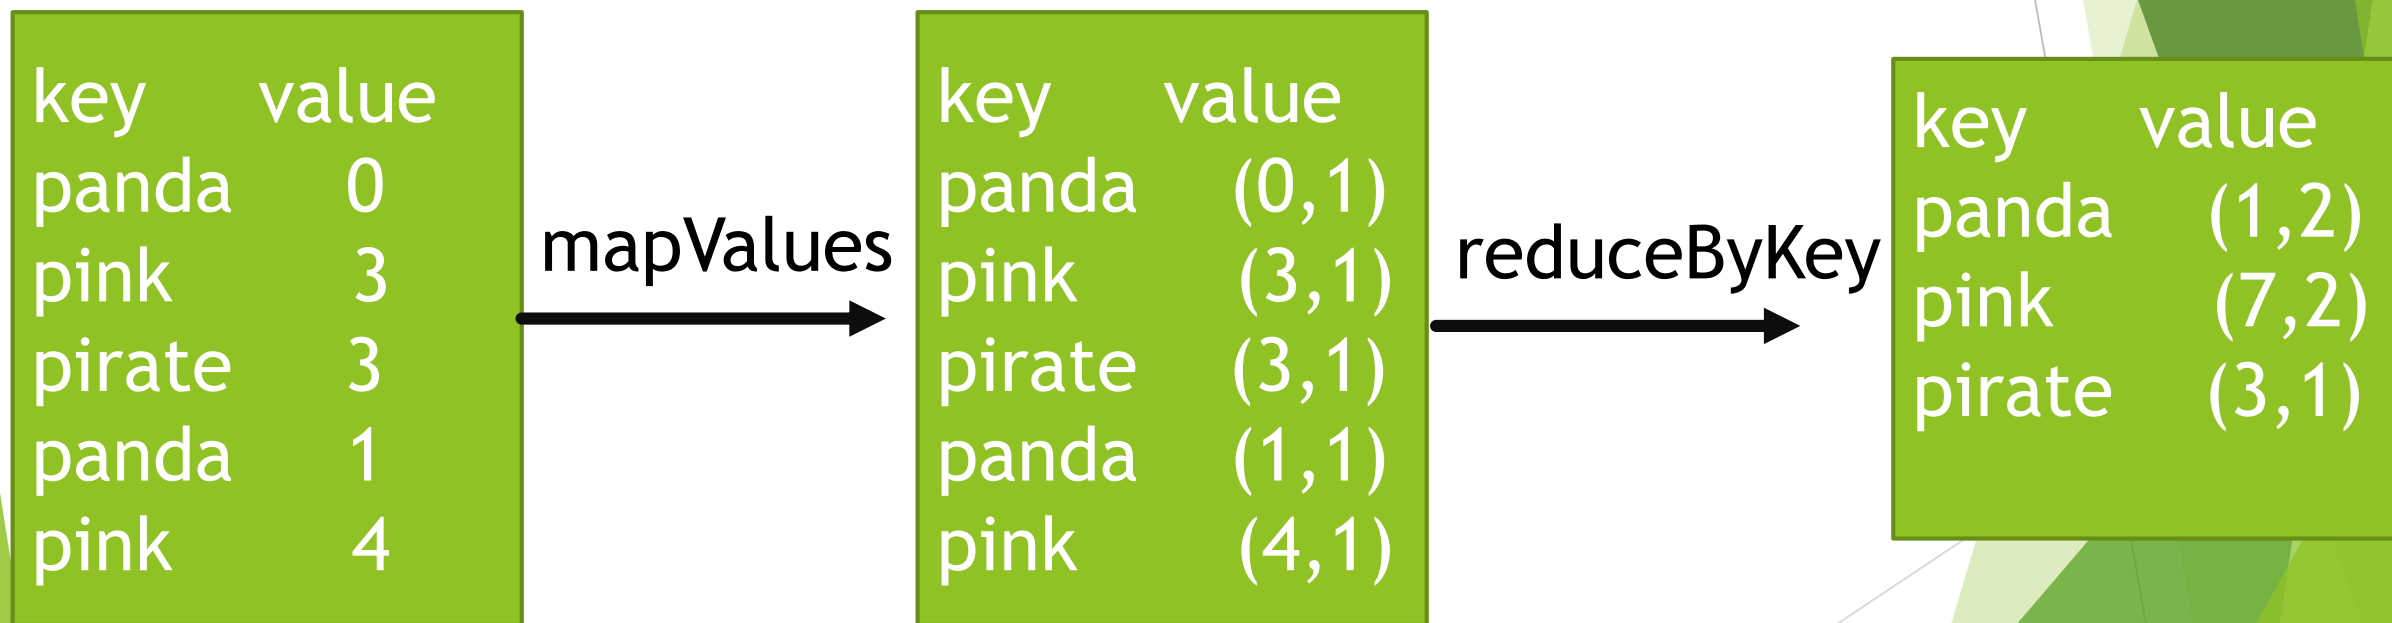 key value
panda 0
pink 3
pirate 3
panda 1
pink 4
mapValues
key value
panda (0,1)
pink (3,1)
pirate (3,1)
panda (1,1)
pink (4,1)
reduceByKey
key value
panda (1,2)
pink (7,2)
pirate (3,1)